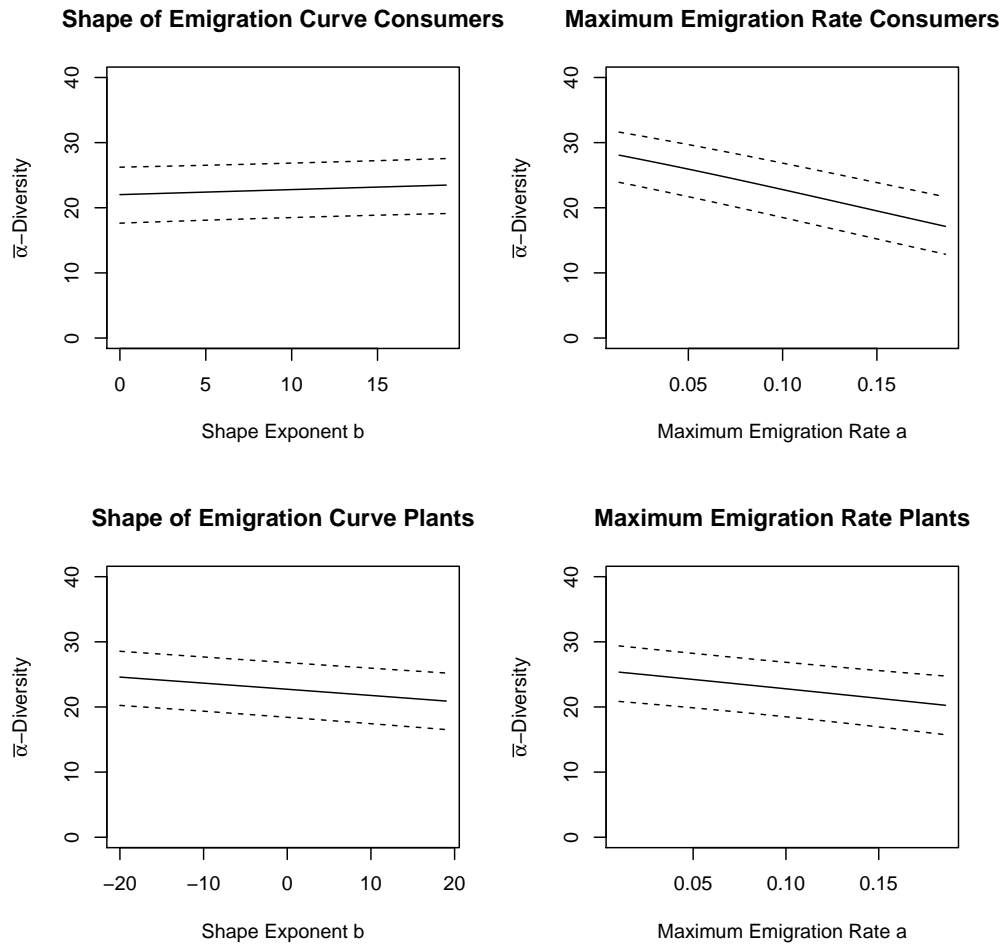 Shape of Emigration Curve Consumers
ᾱ−Diversity
40
30
20
10
0
0 5 10 15
Shape Exponent b
Maximum Emigration Rate Consumers
ᾱ−Diversity
40
30
20
10
0
0.05 0.10 0.15
Maximum Emigration Rate a
Shape of Emigration Curve Plants
ᾱ−Diversity
40
30
20
10
0
−20 −10 0 10 20
Shape Exponent b
Maximum Emigration Rate Plants
ᾱ−Diversity
40
30
20
10
0
0.05 0.10 0.15
Maximum Emigration Rate a